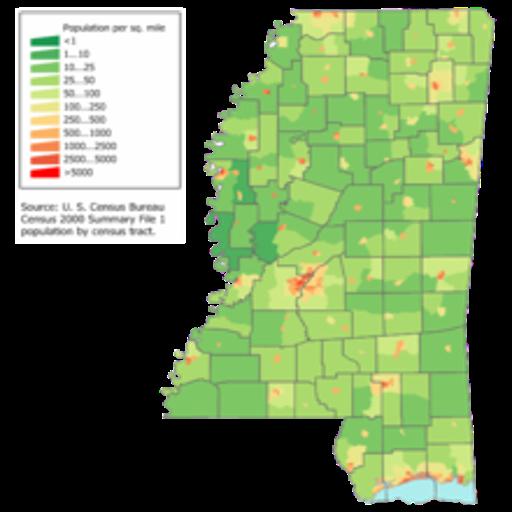 Population per sq. mile
<1
1...10
10...25
25...50
50...100
100...250
250...500
500...1000
1000...2500
2500...5000
>5000
Source: U. S. Census Bureau
Census 2000 Summary File 1
population by census tract.